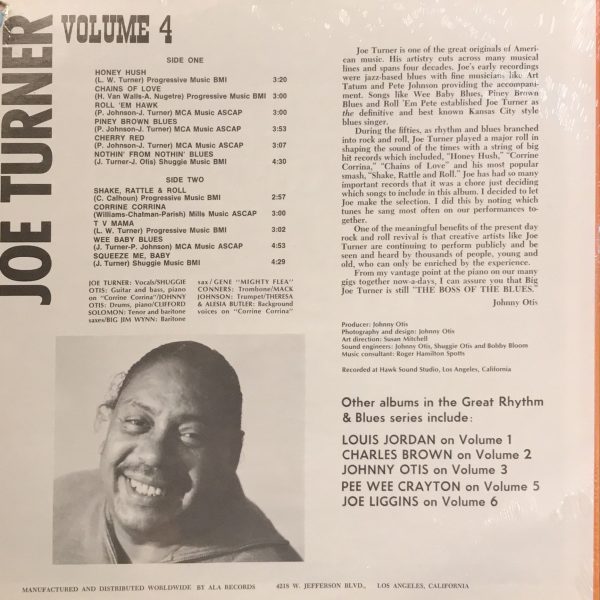 JOE TURNER
VOLUME 4
SIDE ONE
HONEY HUSH
(L. W. Turner) Progressive Music BMI 3:20
CHAINS OF LOVE
(H. Van Walls-A. Nugetre) Progressive Music BMI 3:00
ROLL 'EM HAWK
(P. Johnson-J. Turner) MCA Music ASCAP 3:00
PINEY BROWN BLUES
(P. Johnson-J. Turner) MCA Music ASCAP 3:53
CHERRY RED
(P. Johnson-J. Turner) MCA Music ASCAP 3:07
NOTHIN' FROM NOTHIN' BLUES
(J. Turner-J. Otis) Shuggie Music BMI 4:30
SIDE TWO
SHAKE, RATTLE & ROLL
(C. Calhoun) Progressive Music BMI 2:57
CORRINE CORRINA
(Williams-Chatman-Parish) Mills Music ASCAP 3:00
T V MAMA
(L. W. Turner) Progressive Music BMI 3:02
WEE BABY BLUES
(J. Turner-P. Johnson) MCA Music ASCAP 4:53
SQUEEZE ME, BABY
(J. Turner) Shuggie Music BMI 4:29
JOE TURNER: Vocals/SHUGGIE
OTIS: Guitar and bass, piano
on "Corrine Corrina"/JOHNNY
OTIS: Drums, piano/CLIFFORD
SOLOMON: Tenor and baritone
saxes/BIG JIM WYNN: Baritone
sax/GENE "MIGHTY FLEA"
CONNERS: Trombone/MACK
JOHNSON: Trumpet/THERESA
& ALESIA BUTLER: Background
voices on "Corrine Corrina"
Joe Turner is one of the great originals of Ameri-
can music. His artistry cuts across many musical
lines and spans four decades. Joe's early recordings
were jazz-based blues with fine musicians like Art
Tatum and Pete Johnson providing the accompani-
ment. Songs like Wee Baby Blues, Piney Brown
Blues and Roll 'Em Pete established Joe Turner as
the definitive and best known Kansas City style
blues singer.
During the fifties, as rhythm and blues branched
into rock and roll, Joe Turner played a major roll in
shaping the sound of the times with a string of big
hit records which included, "Honey Hush," "Corrine
Corrina," "Chains of Love" and his most popular
smash, "Shake, Rattle and Roll." Joe has had so many
important records that it was a chore just deciding
which songs to include in this album. I decided to let
Joe make the selection. I did this by noting which
tunes he sang most often on our performances to-
gether.
One of the meaningful benefits of the present day
rock and roll revival is that creative artists like Joe
Turner are continuing to perform publicly and be
seen and heard by thousands of people, young and
old, who can only be enriched by the experience.
From my vantage point at the piano on our many
gigs together now-a-days, I can assure you that Big
Joe Turner is still "THE BOSS OF THE BLUES."
Johnny Otis
Producer: Johnny Otis
Photography and design: Johnny Otis
Art direction: Susan Mitchell
Sound engineers: Johnny Otis, Shuggie Otis and Bobby Bloom
Music consultant: Roger Hamilton Spotts
Recorded at Hawk Sound Studio, Los Angeles, California
Other albums in the Great Rhythm
& Blues series include:
LOUIS JORDAN on Volume 1
CHARLES BROWN on Volume 2
JOHNNY OTIS on Volume 3
PEE WEE CRAYTON on Volume 5
JOE LIGGINS on Volume 6
MANUFACTURED AND DISTRIBUTED WORLDWIDE BY ALA RECORDS 4218 W. JEFFERSON BLVD., LOS ANGELES, CALIFORNIA